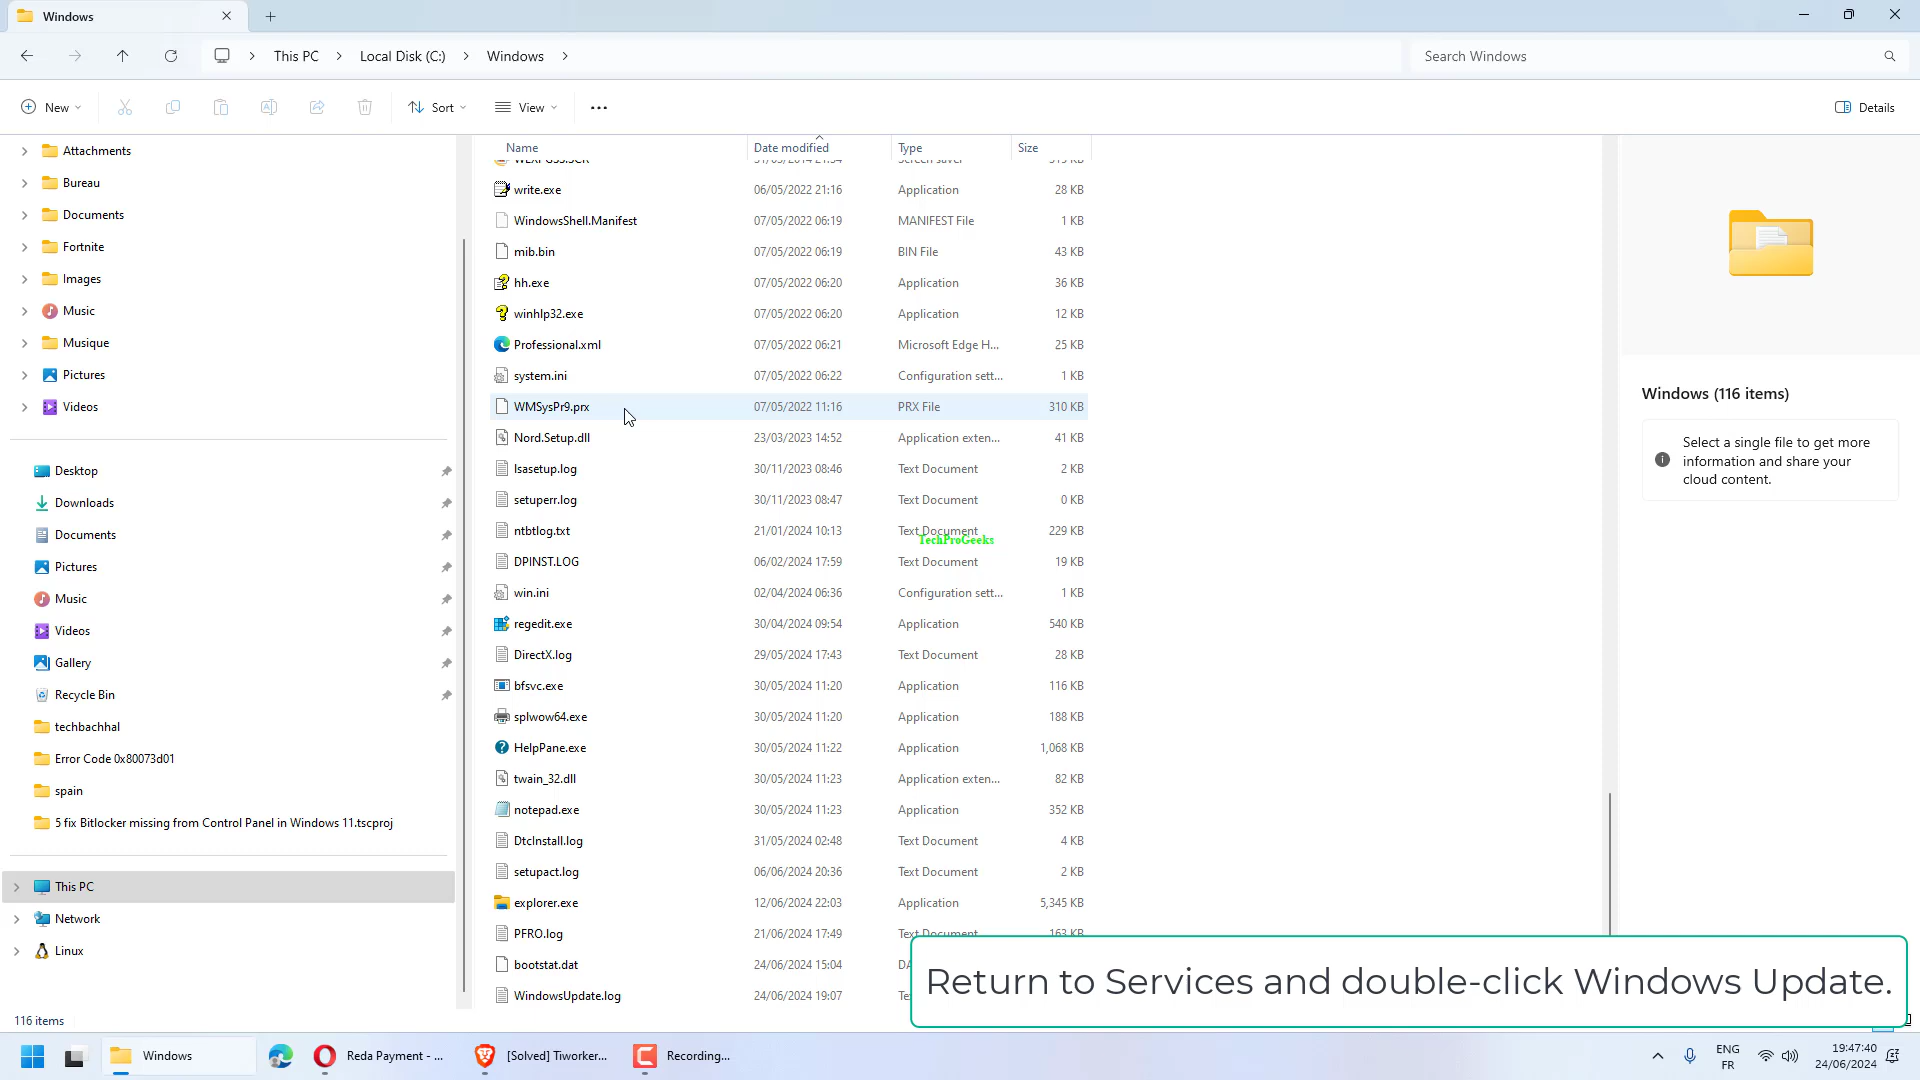 Windows
This PC
Local Disk (C:)
Windows
Search Windows
New
Sort
View
Details
Attachments
Bureau
Documents
Fortnite
Images
Music
Musique
Pictures
Videos
Desktop
Downloads
Documents
Pictures
Music
Videos
Gallery
Recycle Bin
techbachhal
Error Code 0x80073d01
spain
5 fix Bitlocker missing from Control Panel in Windows 11.tscproj
This PC
Network
Linux
Name Date modified Type Size
write.exe 06/05/2022 21:16 Application 28 KB
WindowsShell.Manifest 07/05/2022 06:19 MANIFEST File 1 KB
mib.bin 07/05/2022 06:19 BIN File 43 KB
hh.exe 07/05/2022 06:20 Application 36 KB
winhlp32.exe 07/05/2022 06:20 Application 12 KB
Professional.xml 07/05/2022 06:21 Microsoft Edge H... 25 KB
system.ini 07/05/2022 06:22 Configuration sett... 1 KB
WMSysPr9.prx 07/05/2022 11:16 PRX File 310 KB
Nord.Setup.dll 23/03/2023 14:52 Application exten... 41 KB
lsasetup.log 30/11/2023 08:46 Text Document 2 KB
setuperr.log 30/11/2023 08:47 Text Document 0 KB
ntbtlog.txt 21/01/2024 10:13 Text Document 229 KB
TechProGeeks
DPINST.LOG 06/02/2024 17:59 Text Document 19 KB
win.ini 02/04/2024 06:36 Configuration sett... 1 KB
regedit.exe 30/04/2024 09:54 Application 540 KB
DirectX.log 29/05/2024 17:43 Text Document 28 KB
bfsvc.exe 30/05/2024 11:20 Application 116 KB
splwow64.exe 30/05/2024 11:20 Application 188 KB
HelpPane.exe 30/05/2024 11:22 Application 1,068 KB
twain_32.dll 30/05/2024 11:23 Application exten... 82 KB
notepad.exe 30/05/2024 11:23 Application 352 KB
DtcInstall.log 31/05/2024 02:48 Text Document 4 KB
setupact.log 06/06/2024 20:36 Text Document 2 KB
explorer.exe 12/06/2024 22:03 Application 5,345 KB
PFRO.log 21/06/2024 17:49 Text Document 163 KB
bootstat.dat 24/06/2024 15:04 DA
WindowsUpdate.log 24/06/2024 19:07 Te
Windows (116 items)
Select a single file to get more
information and share your
cloud content.
Return to Services and double-click Windows Update.
116 items
Windows
Reda Payment - ...
[Solved] Tiworker...
Recording...
ENG
FR
19:47:40
24/06/2024